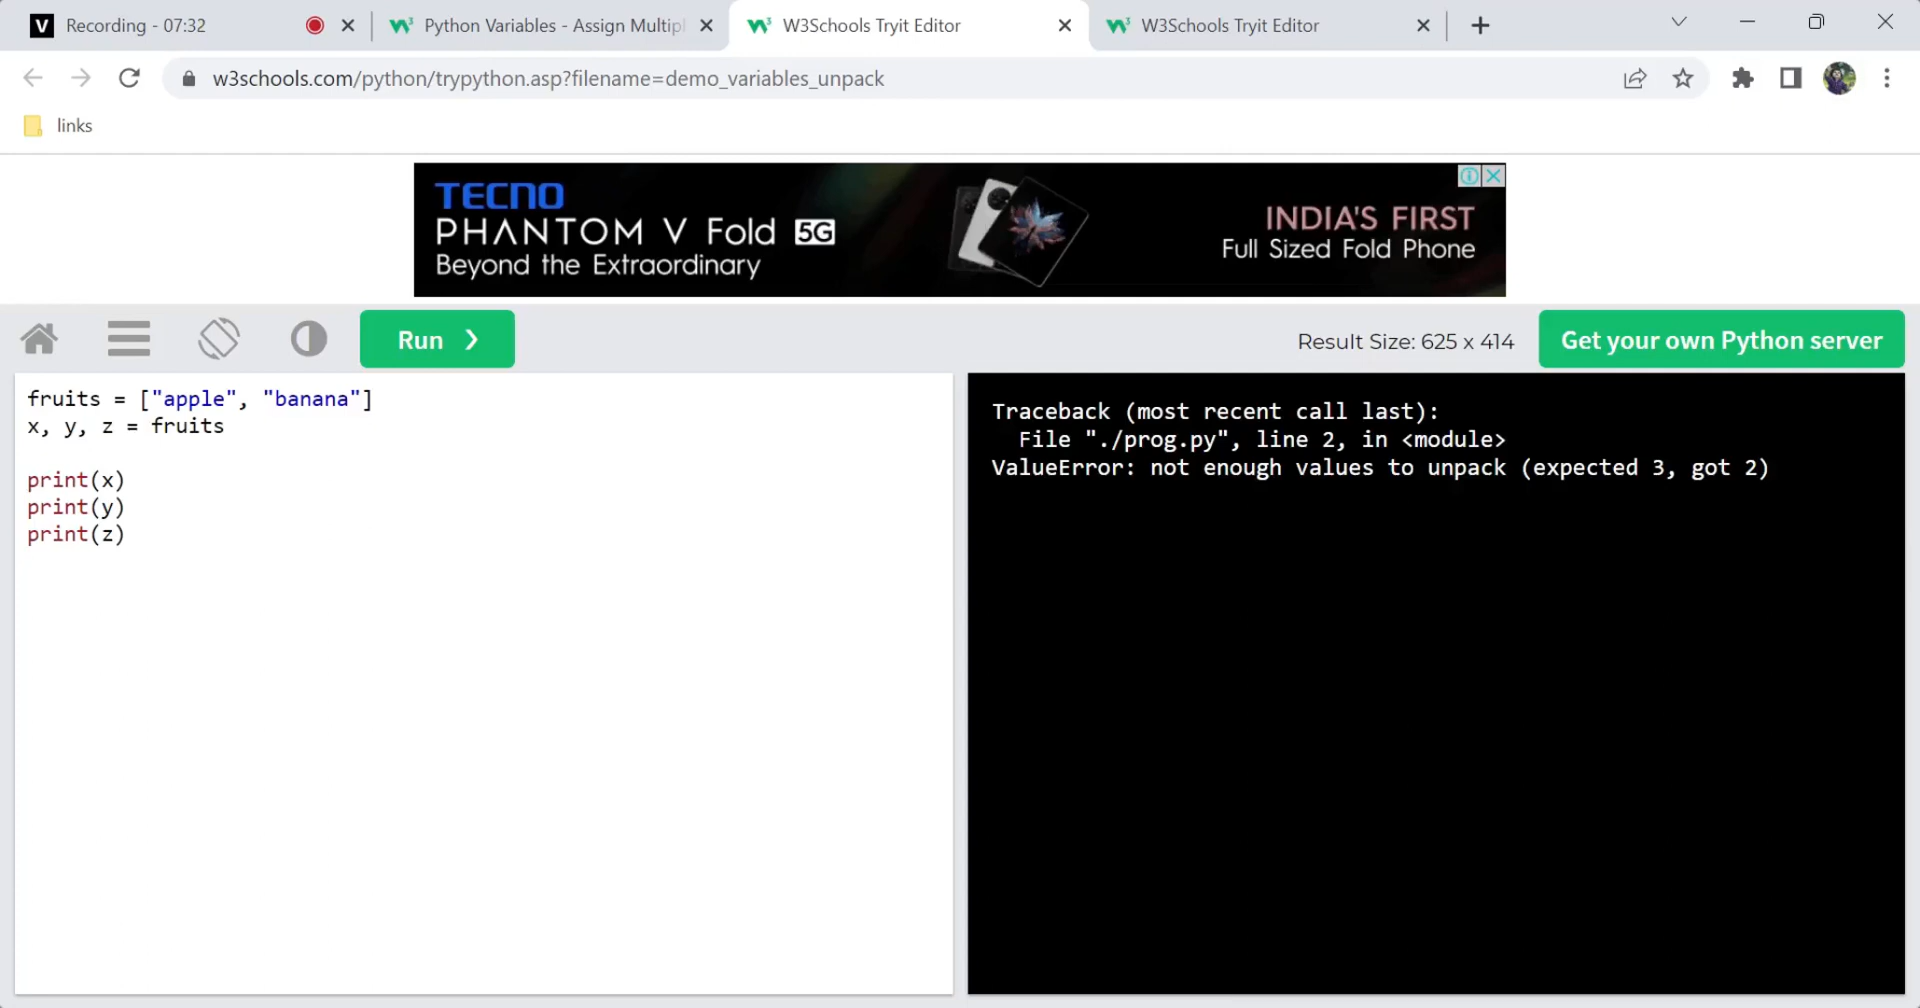 Recording - 07:32
Python Variables - Assign Multipl
W3Schools Tryit Editor
W3Schools Tryit Editor
w3schools.com/python/trypython.asp?filename=demo_variables_unpack
links
TECNO
PHANTOM V Fold 5G
Beyond the Extraordinary
INDIA'S FIRST
Full Sized Fold Phone
Run ❯
Result Size: 625 x 414
Get your own Python server
fruits = ["apple", "banana"]
x, y, z = fruits
print(x)
print(y)
print(z)
Traceback (most recent call last):
File "./prog.py", line 2, in <module>
ValueError: not enough values to unpack (expected 3, got 2)